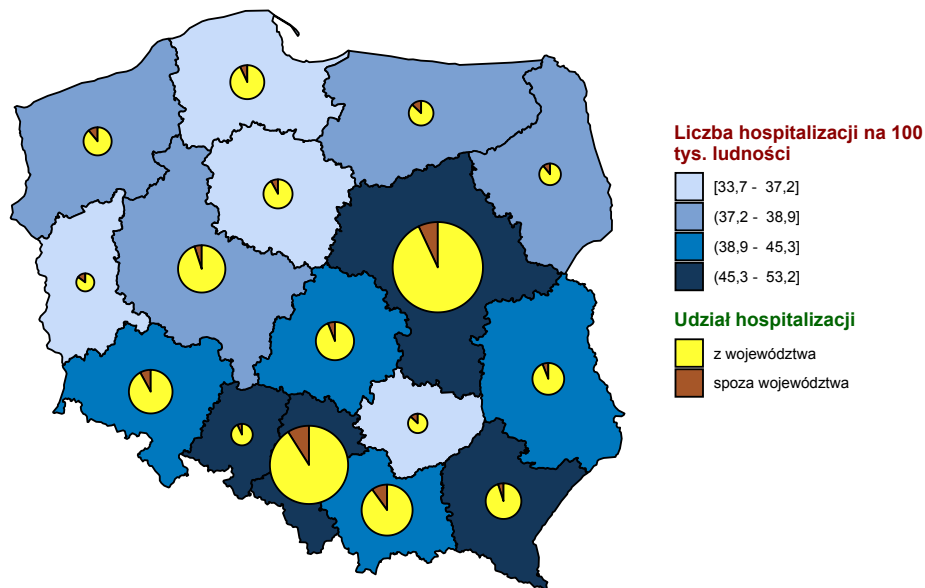 Liczba hospitalizacji na 100
tys. ludności
[33,7 - 37,2]
(37,2 - 38,9]
(38,9 - 45,3]
(45,3 - 53,2]
Udział hospitalizacji
z województwa
spoza województwa